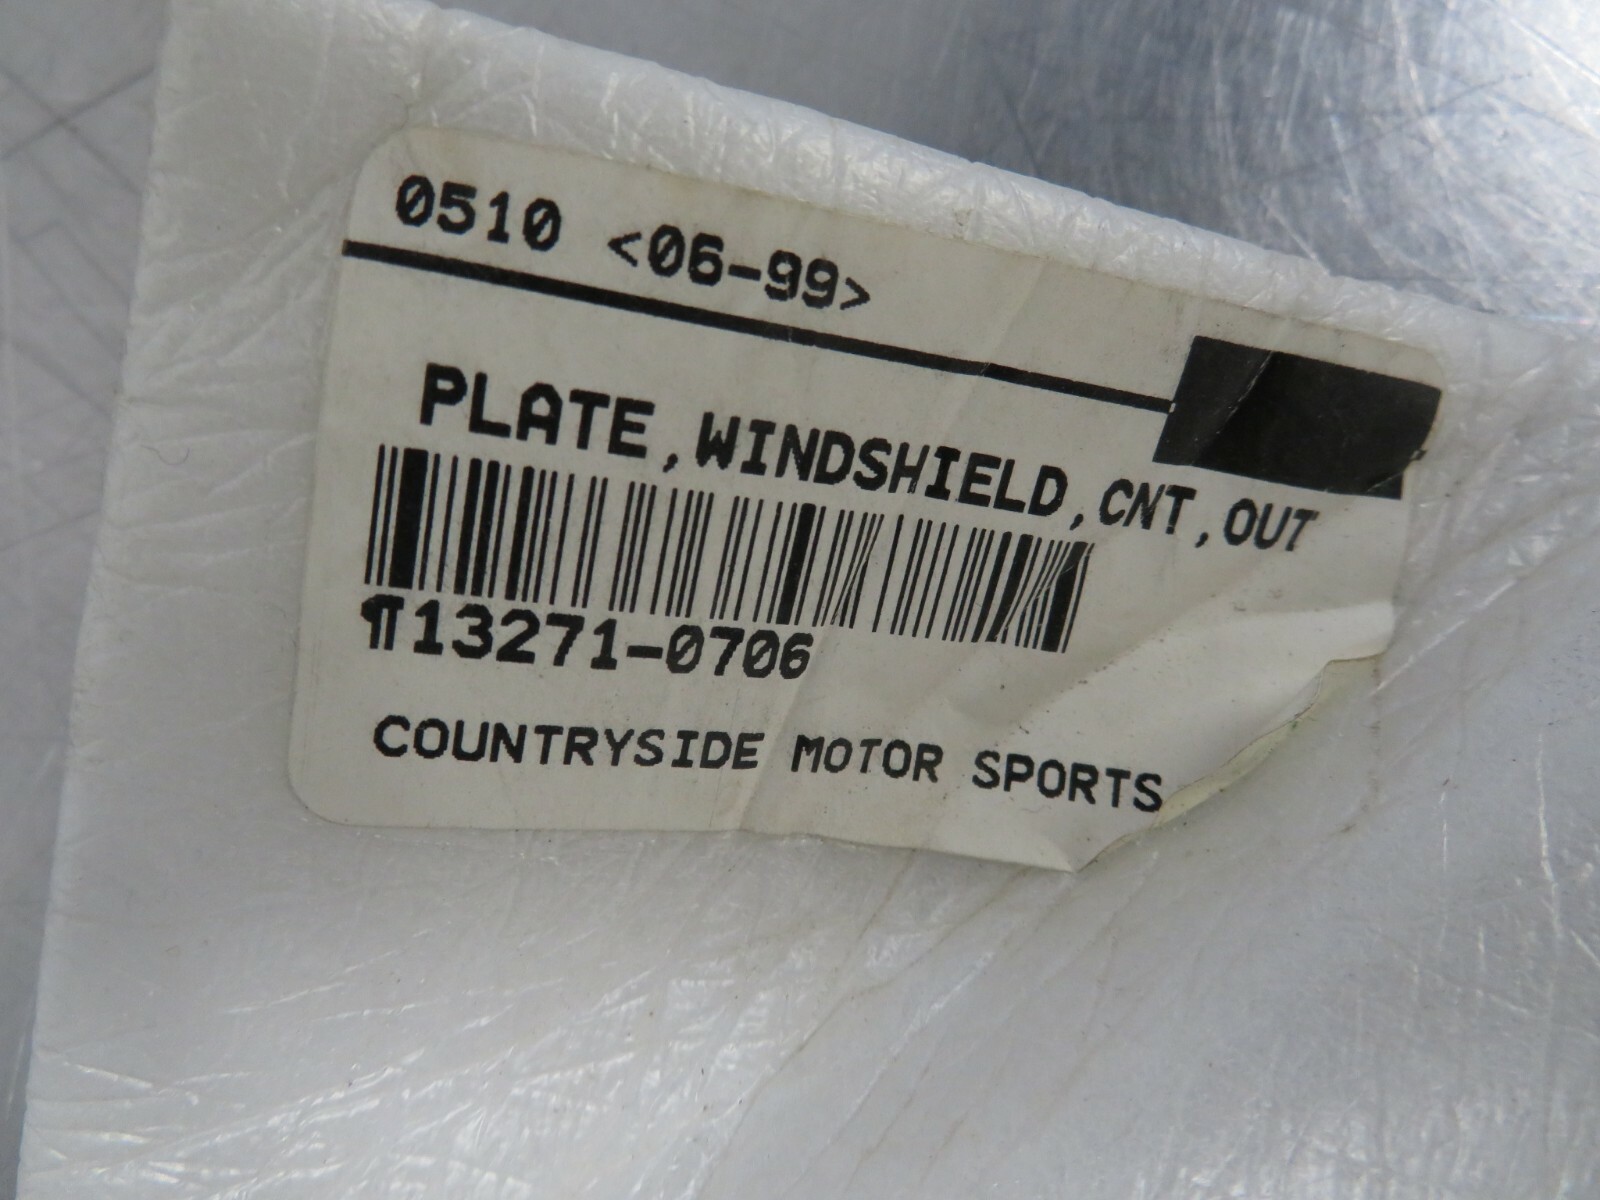 0510 <06-99>
PLATE,WINDSHIELD,CNT,OUT
¶13271-0706
COUNTRYSIDE MOTOR SPORTS